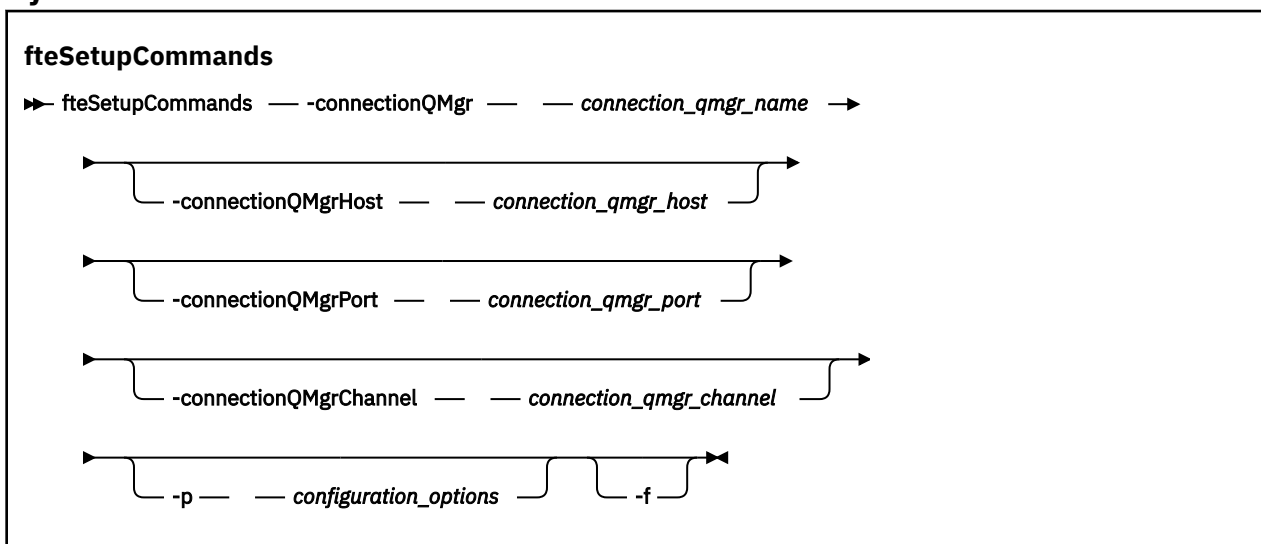 fteSetupCommands
fteSetupCommands -connectionQMgr connection_qmgr_name
-connectionQMgrHost connection_qmgr_host
-connectionQMgrPort connection_qmgr_port
-connectionQMgrChannel connection_qmgr_channel
-p configuration_options -f